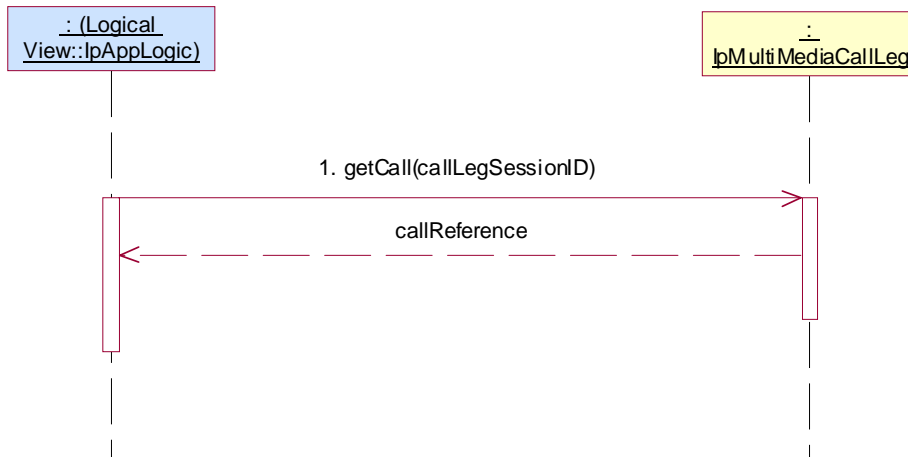 : (Logical
View::IpAppLogic)
:
IpMultiMediaCallLeg
1. getCall(callLegSessionID)
callReference